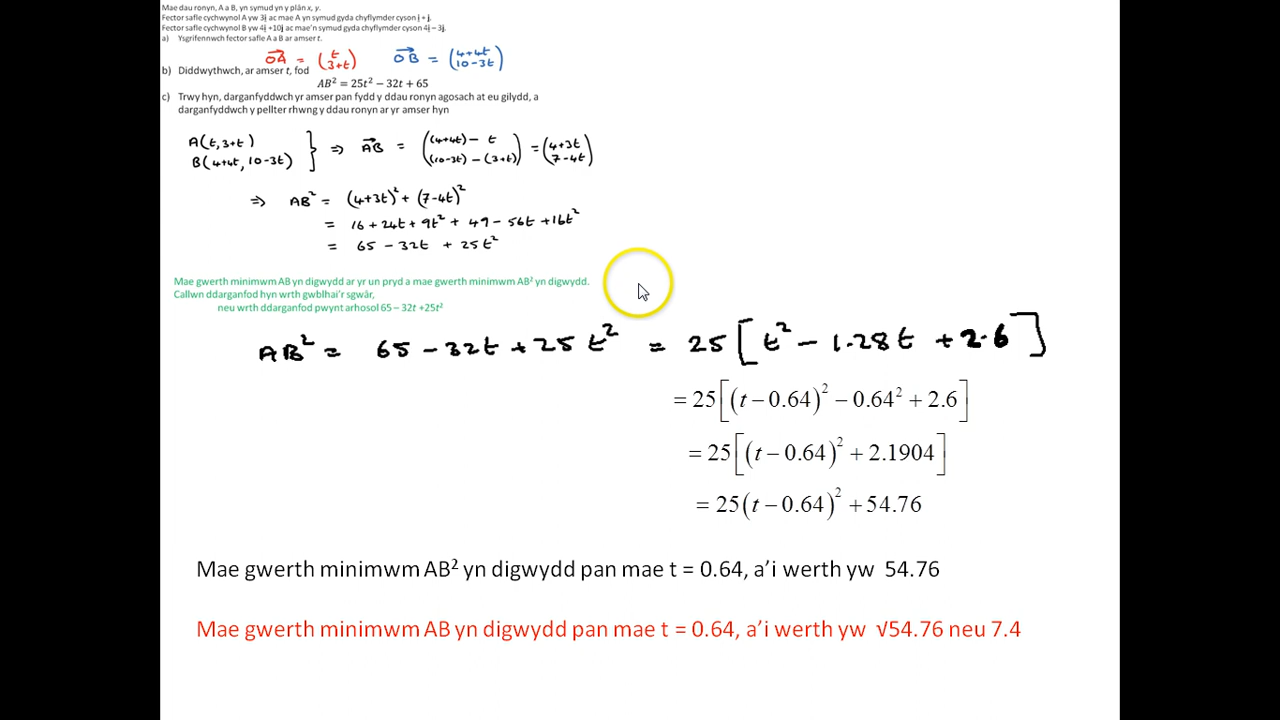 Mae dau ronyn, A a B, yn symud yn y plân x, y.
Fector safle cychwynol A yw 3j ac mae A yn symud gyda chyflymder cyson i + j.
Fector safle cychwynol B yw 4i +10j ac mae'n symud gyda chyflymder cyson 4i – 3j.
a) Ysgrifennwch fector safle A a B ar amser t.
OA = (t / 3+t) OB = (4+4t / 10-3t)
b) Diddwythwch, ar amser t, fod
AB² = 25t² − 32t + 65
c) Trwy hyn, darganfyddwch yr amser pan fydd y ddau ronyn agosach at eu gilydd, a
darganfyddwch y pellter rhwng y ddau ronyn ar yr amser hyn
A(t, 3+t)
B(4+4t, 10-3t) } ⇒ AB = ((4+4t) - t / (10-3t) - (3+t)) = (4+3t / 7-4t)
⇒ AB² = (4+3t)² + (7-4t)²
= 16 + 24t + 9t² + 49 - 56t + 16t²
= 65 - 32t + 25t²
Mae gwerth minimwm AB yn digwydd ar yr un pryd a mae gwerth minimwm AB² yn digwydd.
Callwn ddarganfod hyn wrth gwblhai'r sgwâr,
neu wrth ddarganfod pwynt arhosol 65 – 32t +25t²
AB² = 65 - 32t + 25t² = 25[t² - 1.28t + 2.6]
= 25[(t − 0.64)² − 0.64² + 2.6]
= 25[(t − 0.64)² + 2.1904]
= 25(t − 0.64)² + 54.76
Mae gwerth minimwm AB² yn digwydd pan mae t = 0.64, a'i werth yw 54.76
Mae gwerth minimwm AB yn digwydd pan mae t = 0.64, a'i werth yw √54.76 neu 7.4